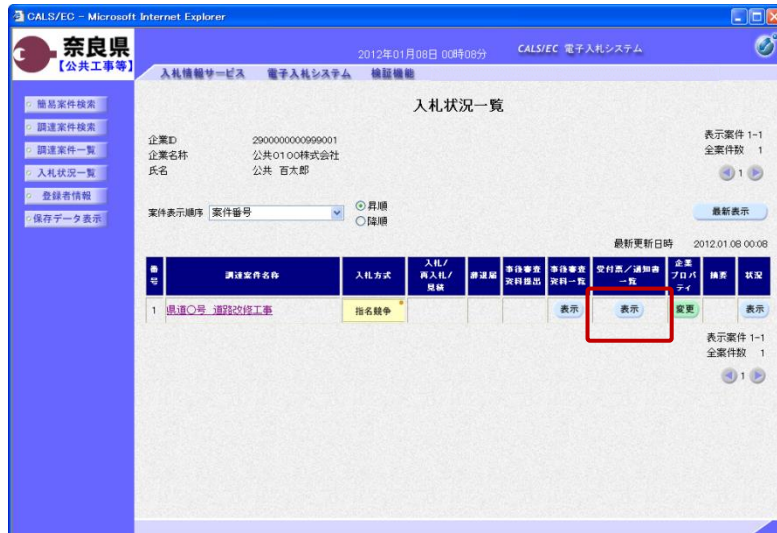 CALS/EC - Microsoft Internet Explorer
奈良県
【公共工事等】
2012年01月08日 00時08分
CALS/EC 電子入札システム
入札情報サービス 電子入札システム 検証機能
簡易案件検索
調達案件検索
調達案件一覧
入札状況一覧
登録者情報
保存データ表示
入札状況一覧
企業ID 2900000000999001
企業名称 公共0100株式会社
氏名 公共 百太郎
表示案件 1-1
全案件数 1
1
案件表示順序 案件番号
昇順
降順
最新表示
最新更新日時 2012.01.08 00:08
番号 調達案件名称 入札方式 入札/再入札/見積 辞退届 事後審査資料提出 事後審査資料一覧 受付票/通知書一覧 企業プロパティ 摘要 状況
1 県道〇号 道路改修工事 指名競争 表示 表示 変更 表示
表示案件 1-1
全案件数 1
1